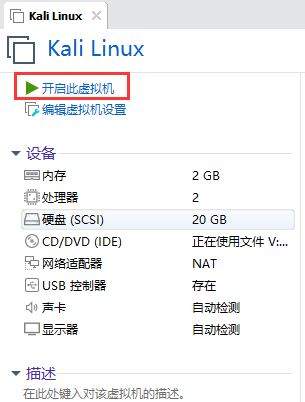 Kali Linux
Kali Linux
开启此虚拟机
编辑虚拟机设置
设备
内存 2 GB
处理器 2
硬盘 (SCSI) 20 GB
CD/DVD (IDE) 正在使用文件 V:...
网络适配器 NAT
USB 控制器 存在
声卡 自动检测
显示器 自动检测
描述
在此处键入对该虚拟机的描述。